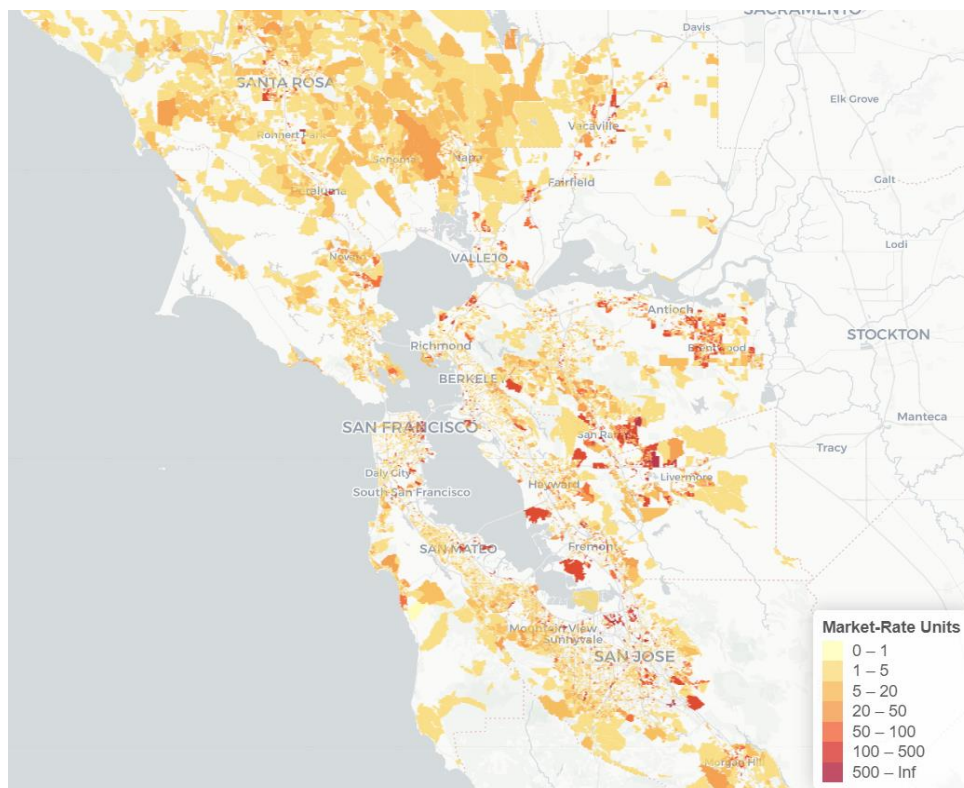 SACRAMENTO
Davis
SANTA ROSA
Elk Grove
Vacaville
Rohnert Park
Sonoma
Napa
Galt
Fairfield
Petaluma
Lodi
Novato
VALLEJO
Antioch
STOCKTON
Richmond
Brentwood
BERKELEY
Manteca
SAN FRANCISCO
San Ramon
Tracy
Daly City
Livermore
Hayward
South San Francisco
SAN MATEO
Fremont
Mountain View
Sunnyvale
SAN JOSE
Morgan Hill
Market-Rate Units
0 – 1
1 – 5
5 – 20
20 – 50
50 – 100
100 – 500
500 – Inf